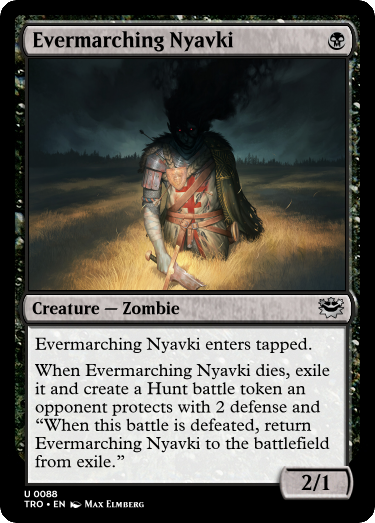 Evermarching Nyavki
Creature — Zombie
Evermarching Nyavki enters tapped.
When Evermarching Nyavki dies, exile
it and create a Hunt battle token an
opponent protects with 2 defense and
“When this battle is defeated, return
Evermarching Nyavki to the battlefield
from exile.”
2/1
U 0088
TRO • EN Max Elmberg